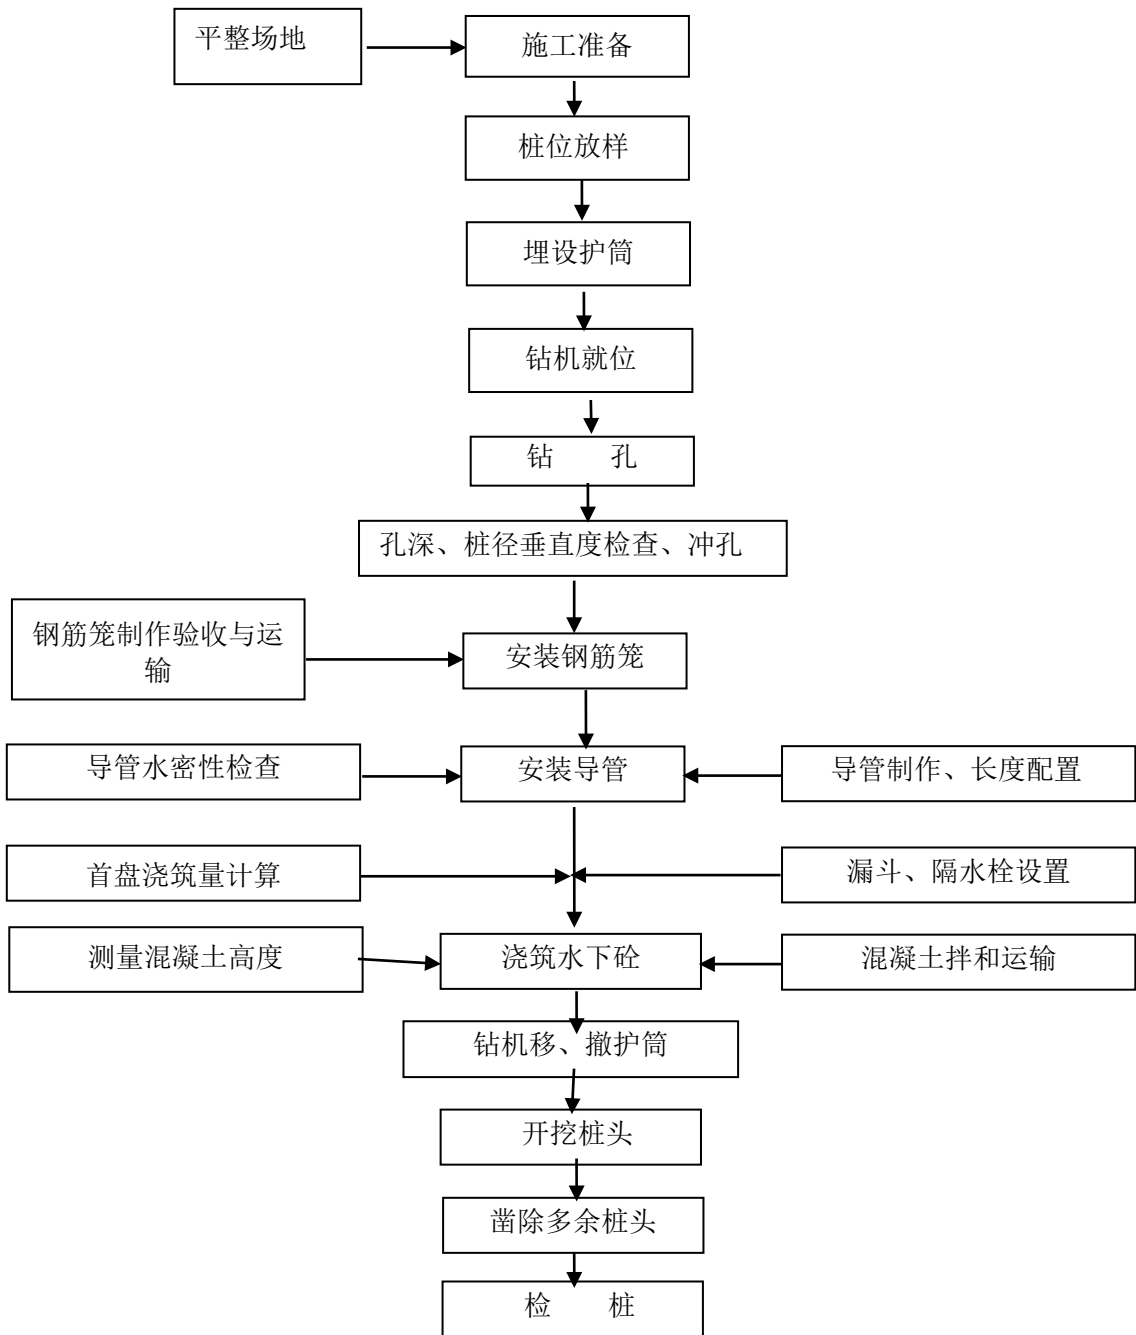 平整场地
施工准备
桩位放样
埋设护筒
钻机就位
钻　　孔
孔深、桩径垂直度检查、冲孔
钢筋笼制作验收与运
输
安装钢筋笼
导管水密性检查
安装导管
导管制作、长度配置
首盘浇筑量计算
漏斗、隔水栓设置
测量混凝土高度
浇筑水下砼
混凝土拌和运输
钻机移、撤护筒
开挖桩头
凿除多余桩头
检　　桩